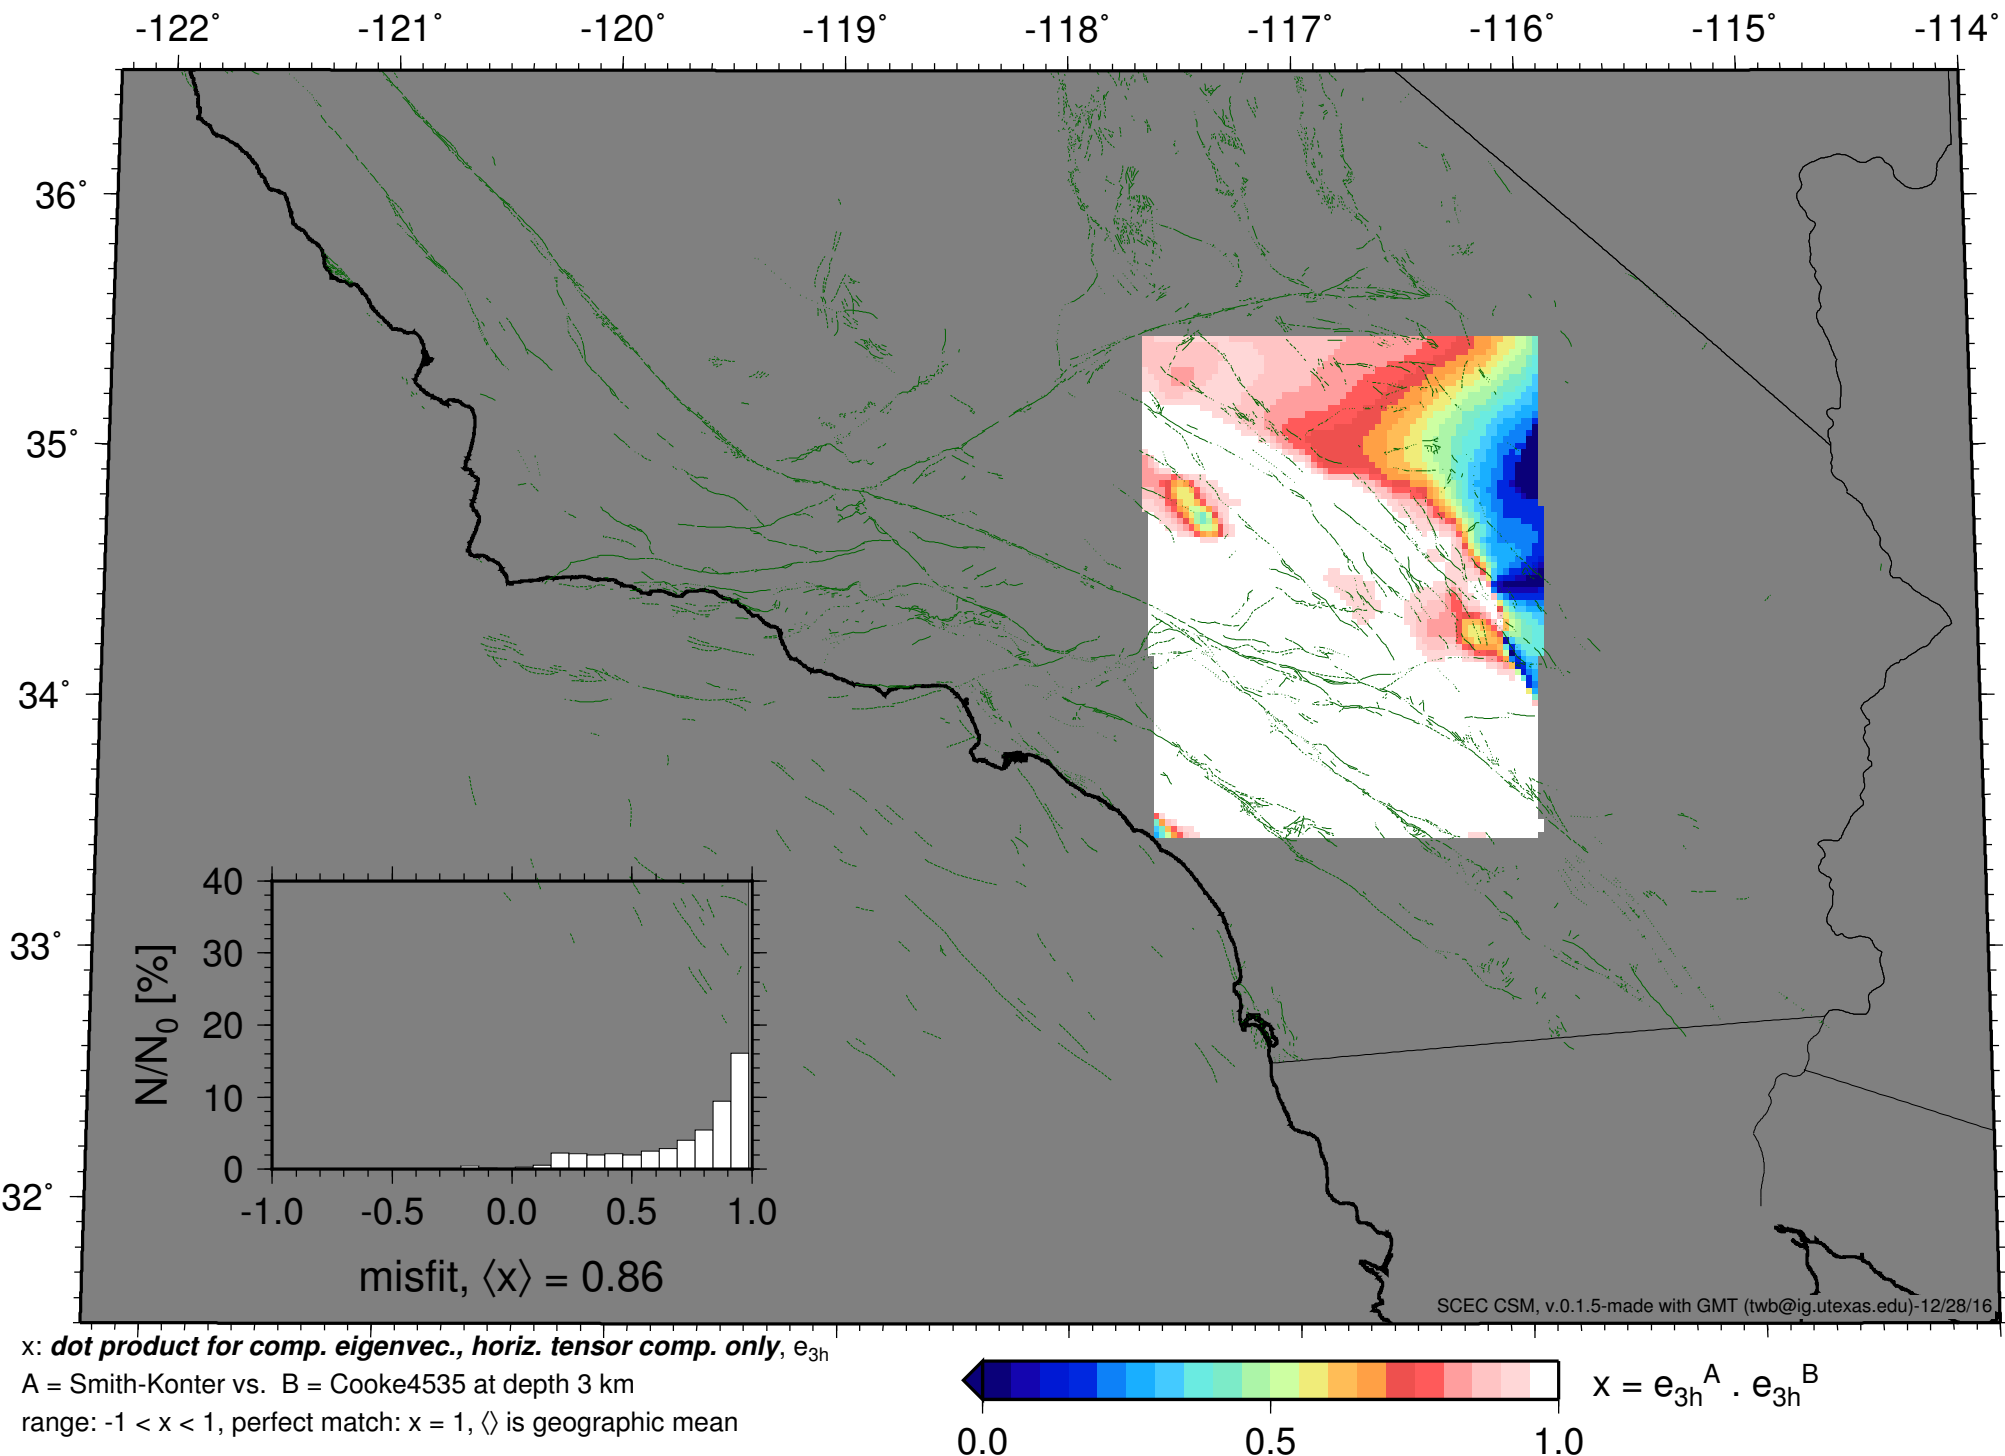 -122° -121° -120° -119° -118° -117° -116° -115° -114°
36°
35°
34°
33°
32°
40
30
20
10
0
N/N0 [%]
-1.0 -0.5 0.0 0.5 1.0
misfit, ⟨x⟩ = 0.86
SCEC CSM, v.0.1.5-made with GMT (twb@ig.utexas.edu)-12/28/16
x: dot product for comp. eigenvec., horiz. tensor comp. only, e3h
A = Smith-Konter vs. B = Cooke4535 at depth 3 km
range: -1 < x < 1, perfect match: x = 1, ⟨⟩ is geographic mean
x = e3hA . e3hB
0.0 0.5 1.0